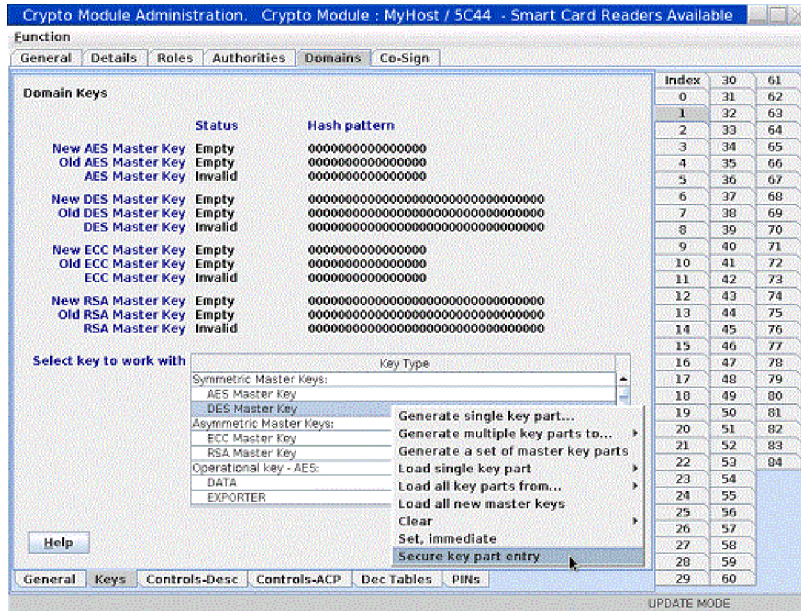 Crypto Module Administration. Crypto Module : MyHost / 5C44 - Smart Card Readers Available
Function
General Details Roles Authorities Domains Co-Sign
Domain Keys
Status Hash pattern
New AES Master Key Empty 0000000000000000
Old AES Master Key Empty 0000000000000000
AES Master Key Invalid 0000000000000000
New DES Master Key Empty 00000000000000000000000000000000
Old DES Master Key Empty 00000000000000000000000000000000
DES Master Key Invalid 00000000000000000000000000000000
New ECC Master Key Empty 0000000000000000
Old ECC Master Key Empty 0000000000000000
ECC Master Key Invalid 0000000000000000
New RSA Master Key Empty 00000000000000000000000000000000
Old RSA Master Key Empty 00000000000000000000000000000000
RSA Master Key Invalid 00000000000000000000000000000000
Select key to work with
Key Type
Symmetric Master Keys:
AES Master Key
DES Master Key
Asymmetric Master Keys:
ECC Master Key
RSA Master Key
Operational key - AES:
DATA
EXPORTER
Generate single key part...
Generate multiple key parts to...
Generate a set of master key parts
Load single key part
Load all key parts from...
Load all new master keys
Clear
Set, immediate
Secure key part entry
Help
General Keys Controls-Desc Controls-ACP Dec Tables PINs
Index 30 61
0 31 62
1 32 63
2 33 64
3 34 65
4 35 66
5 36 67
6 37 68
7 38 69
8 39 70
9 40 71
10 41 72
11 42 73
12 43 74
13 44 75
14 45 76
15 46 77
16 47 78
17 48 79
18 49 80
19 50 81
20 51 82
21 52 83
22 53 84
23 54
24 55
25 56
26 57
27 58
28 59
29 60
UPDATE MODE